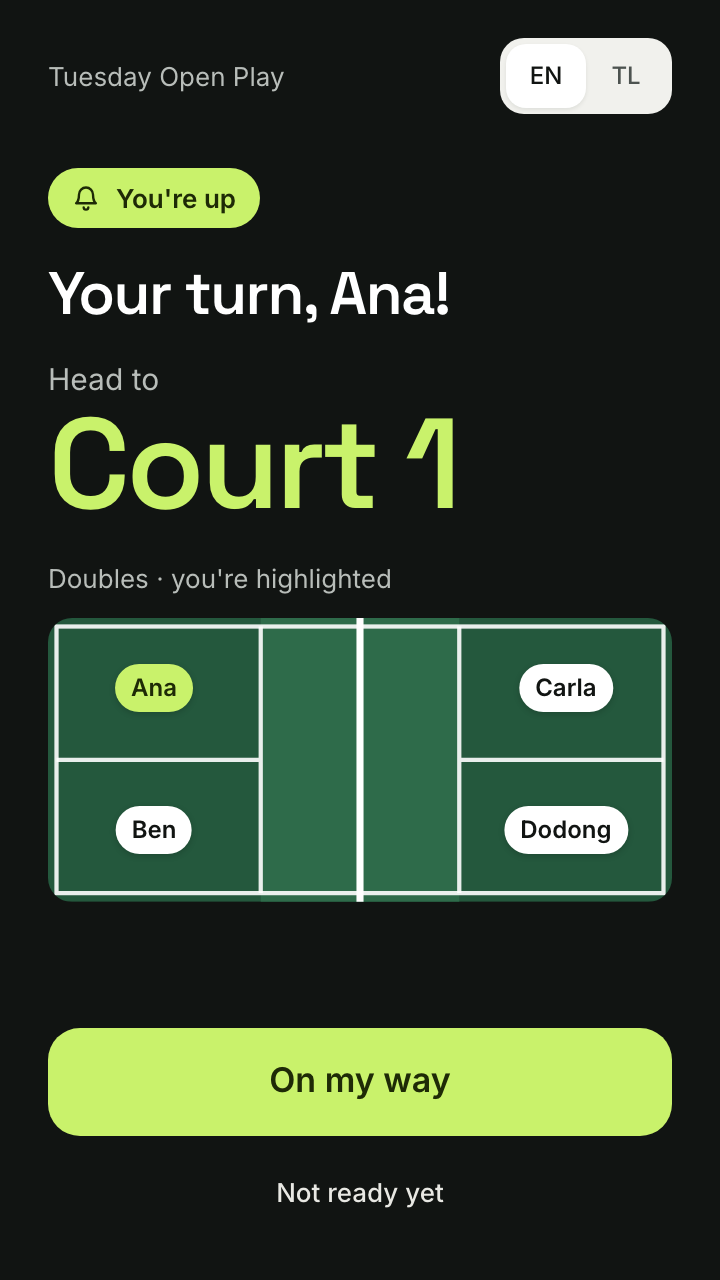 Tuesday Open Play
EN TL
You're up
Your turn, Ana!
Head to
Court 1
Doubles · you're highlighted
Ana
Carla
Ben
Dodong
On my way
Not ready yet